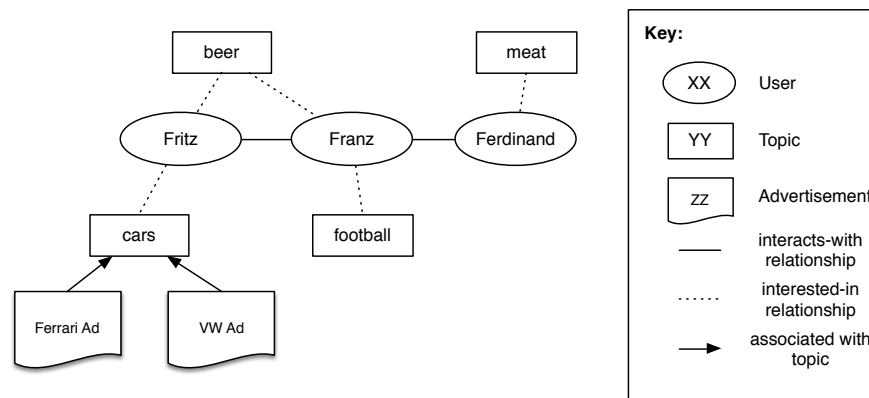 beer
meat
Fritz
Franz
Ferdinand
cars
football
Ferrari Ad
VW Ad
Key:
XX
User
YY
Topic
ZZ
Advertisement
interacts-with
relationship
interested-in
relationship
associated with
topic